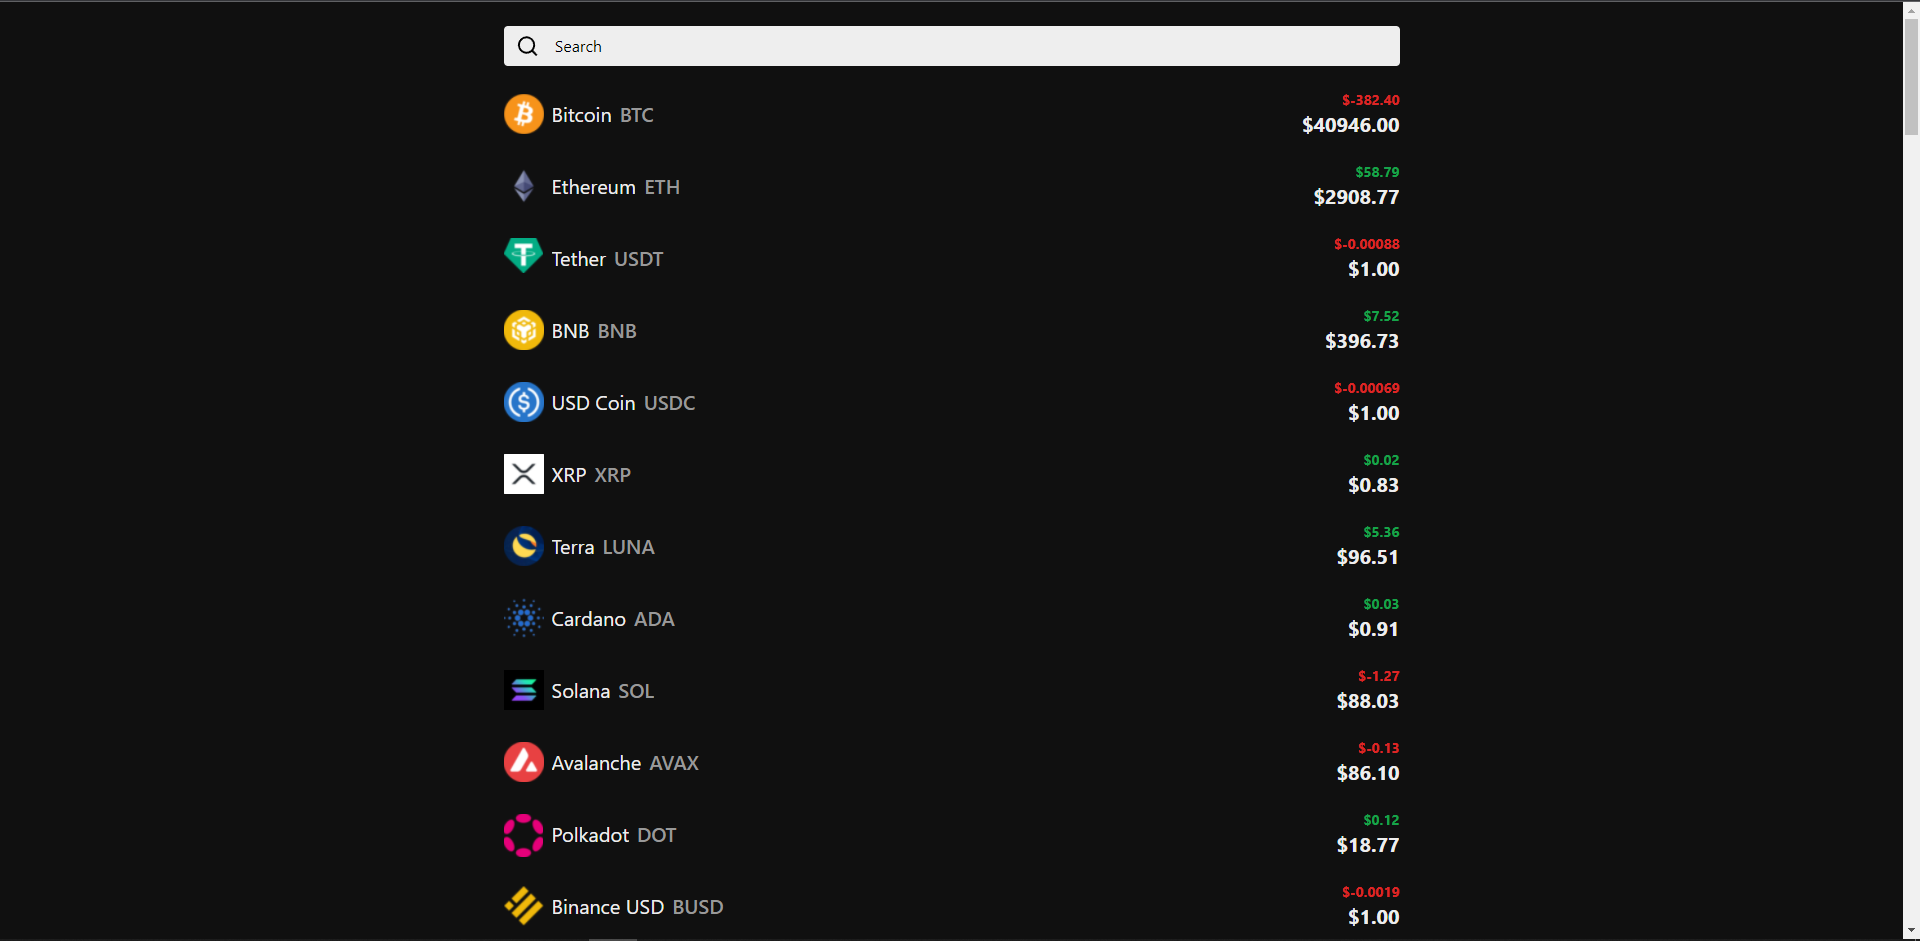 Search
Bitcoin BTC
$-382.40
$40946.00
Ethereum ETH
$58.79
$2908.77
Tether USDT
$-0.00088
$1.00
BNB BNB
$7.52
$396.73
USD Coin USDC
$-0.00069
$1.00
XRP XRP
$0.02
$0.83
Terra LUNA
$5.36
$96.51
Cardano ADA
$0.03
$0.91
Solana SOL
$-1.27
$88.03
Avalanche AVAX
$-0.13
$86.10
Polkadot DOT
$0.12
$18.77
Binance USD BUSD
$-0.0019
$1.00